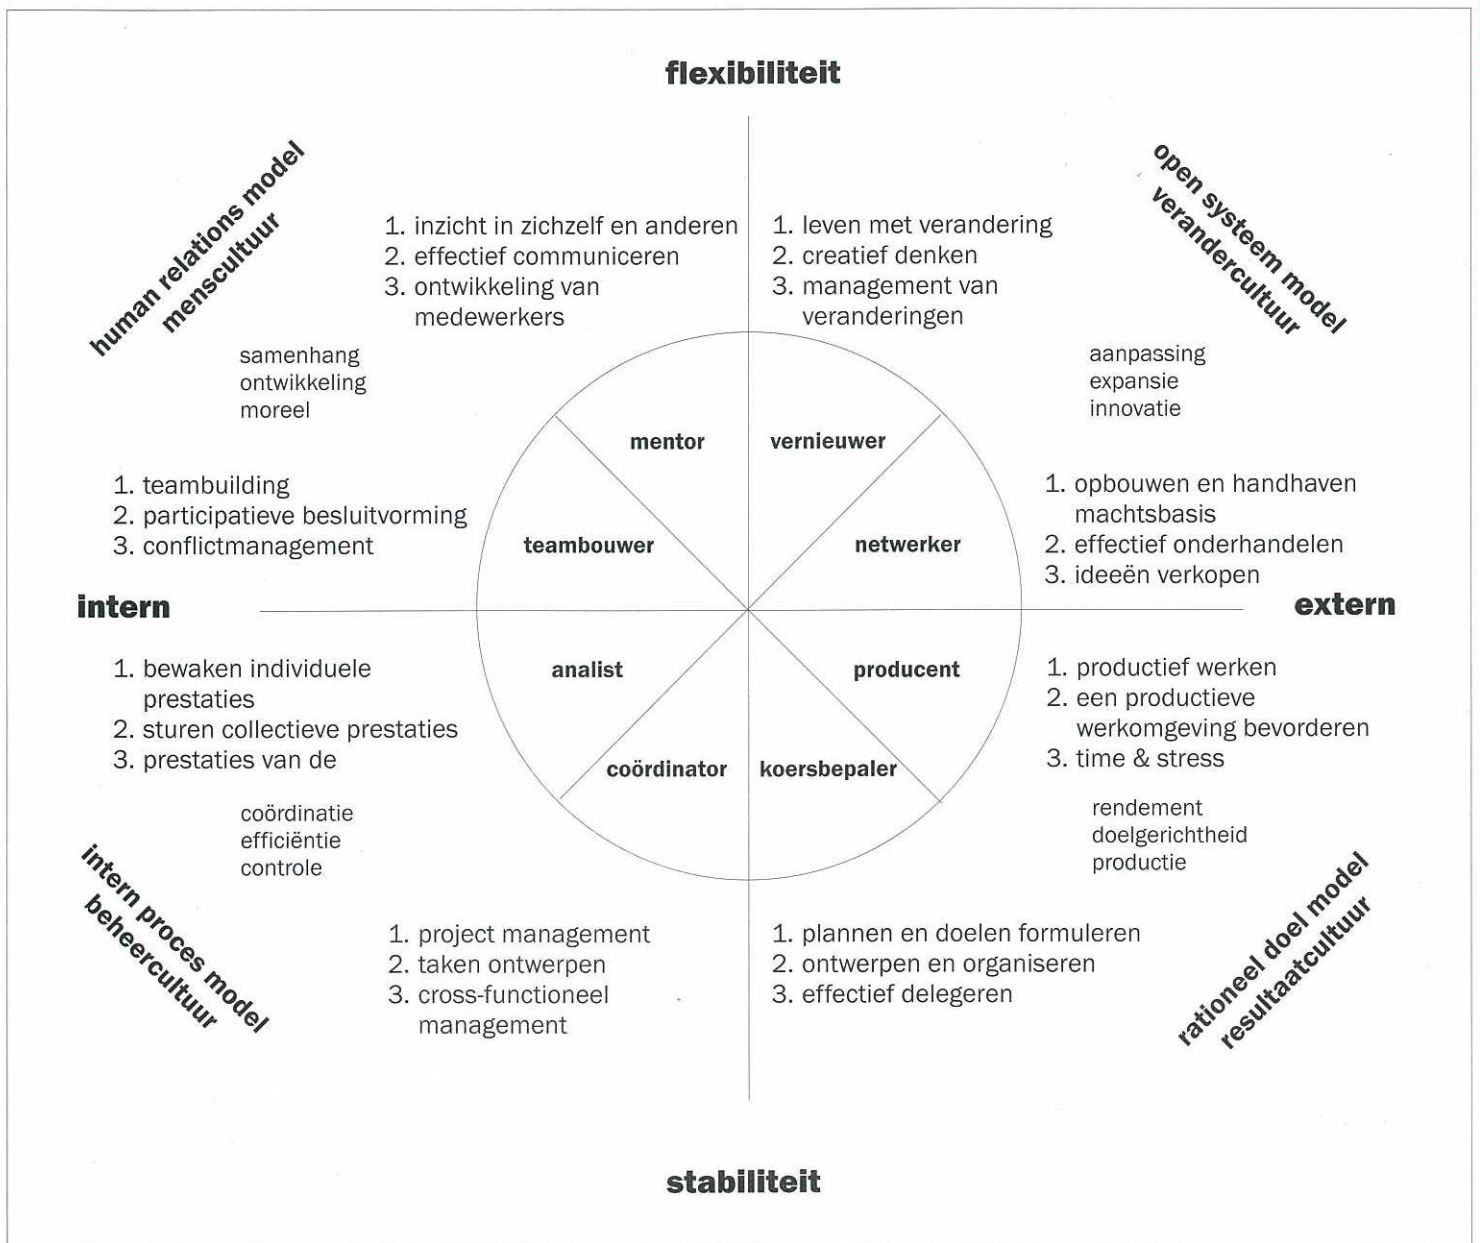 flexibiliteit
human relations model
menscultuur
open systeem model
verandercultuur
1. inzicht in zichzelf en anderen
2. effectief communiceren
3. ontwikkeling van
medewerkers
1. leven met verandering
2. creatief denken
3. management van
veranderingen
samenhang
ontwikkeling
moreel
aanpassing
expansie
innovatie
mentor
vernieuwer
1. teambuilding
2. participatieve besluitvorming
3. conflictmanagement
teambouwer
netwerker
1. opbouwen en handhaven
machtsbasis
2. effectief onderhandelen
3. ideeën verkopen
intern
extern
1. bewaken individuele
prestaties
2. sturen collectieve prestaties
3. prestaties van de
analist
producent
1. productief werken
2. een productieve
werkomgeving bevorderen
3. time & stress
coördinator
koersbepaler
coördinatie
efficiëntie
controle
rendement
doelgerichtheid
productie
intern proces model
beheercultuur
rationeel doel model
resultaatcultuur
1. project management
2. taken ontwerpen
3. cross-functioneel
management
1. plannen en doelen formuleren
2. ontwerpen en organiseren
3. effectief delegeren
stabiliteit